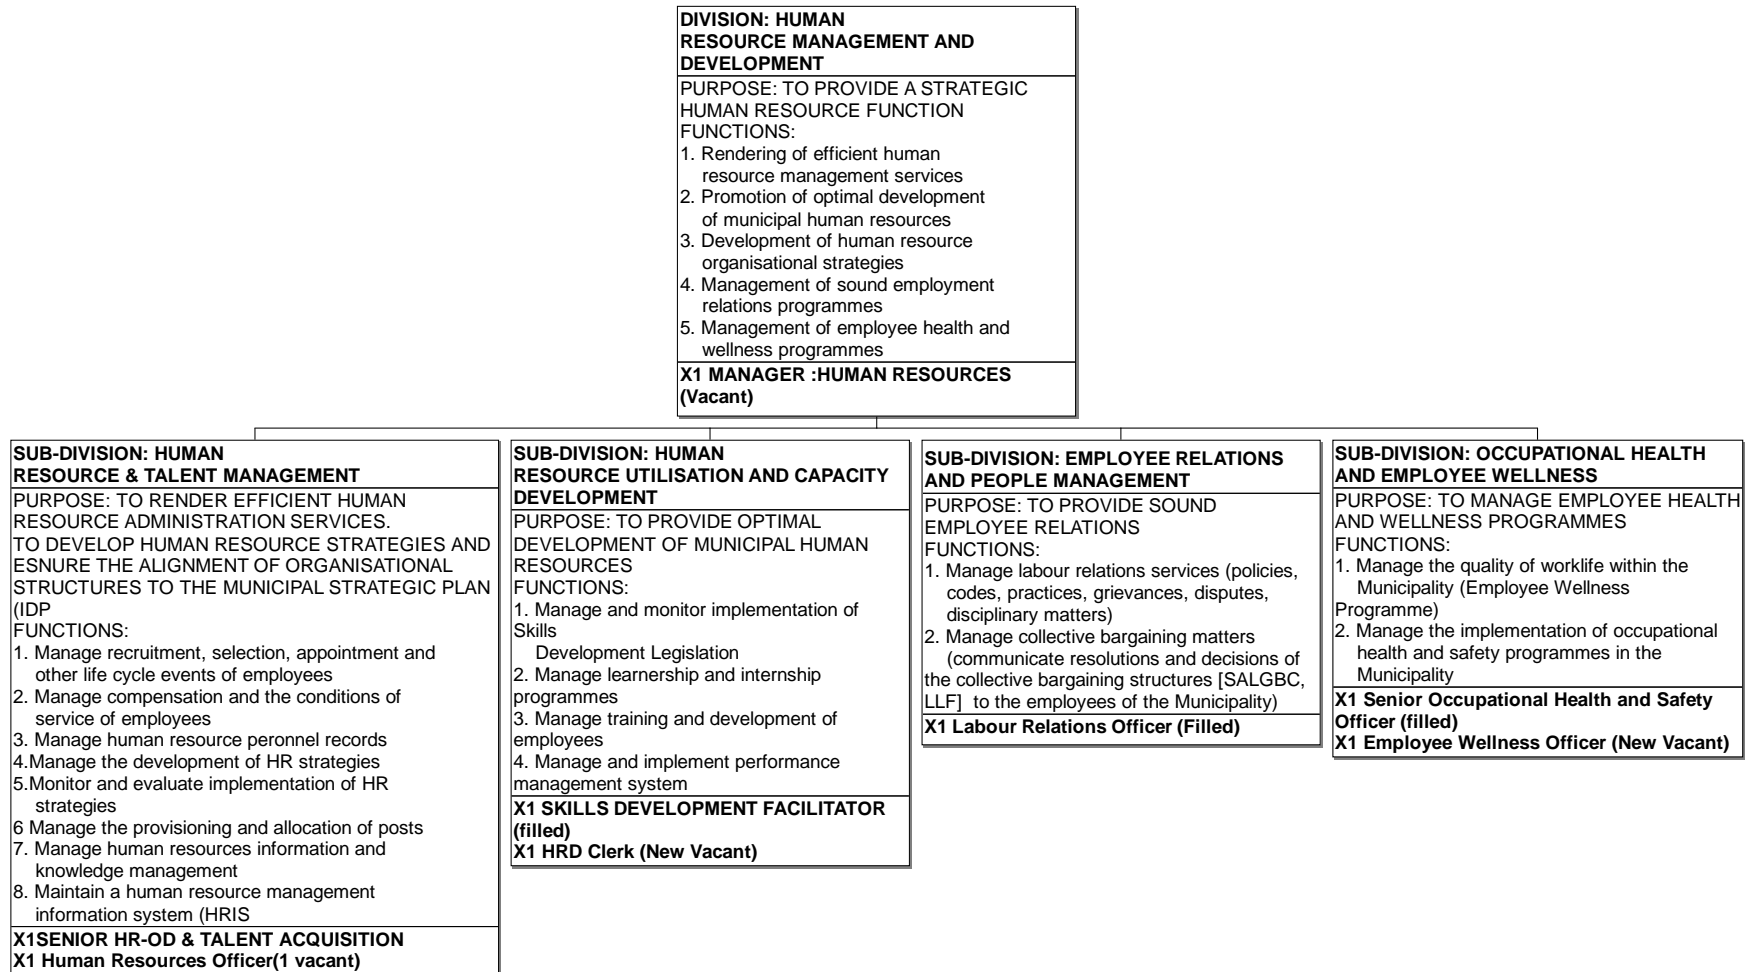 DIVISION: HUMAN
RESOURCE MANAGEMENT AND
DEVELOPMENT
PURPOSE: TO PROVIDE A STRATEGIC
HUMAN RESOURCE FUNCTION
FUNCTIONS:
1. Rendering of efficient human
resource management services
2. Promotion of optimal development
of municipal human resources
3. Development of human resource
organisational strategies
4. Management of sound employment
relations programmes
5. Management of employee health and
wellness programmes
X1 MANAGER :HUMAN RESOURCES
(Vacant)
SUB-DIVISION: HUMAN
RESOURCE & TALENT MANAGEMENT
PURPOSE: TO RENDER EFFICIENT HUMAN
RESOURCE ADMINISTRATION SERVICES.
TO DEVELOP HUMAN RESOURCE STRATEGIES AND
ESNURE THE ALIGNMENT OF ORGANISATIONAL
STRUCTURES TO THE MUNICIPAL STRATEGIC PLAN
(IDP
FUNCTIONS:
1. Manage recruitment, selection, appointment and
other life cycle events of employees
2. Manage compensation and the conditions of
service of employees
3. Manage human resource peronnel records
4.Manage the development of HR strategies
5.Monitor and evaluate implementation of HR
strategies
6 Manage the provisioning and allocation of posts
7. Manage human resources information and
knowledge management
8. Maintain a human resource management
information system (HRIS
X1SENIOR HR-OD & TALENT ACQUISITION
X1 Human Resources Officer(1 vacant)
SUB-DIVISION: HUMAN
RESOURCE UTILISATION AND CAPACITY
DEVELOPMENT
PURPOSE: TO PROVIDE OPTIMAL
DEVELOPMENT OF MUNICIPAL HUMAN
RESOURCES
FUNCTIONS:
1. Manage and monitor implementation of
Skills
Development Legislation
2. Manage learnership and internship
programmes
3. Manage training and development of
employees
4. Manage and implement performance
management system
X1 SKILLS DEVELOPMENT FACILITATOR
(filled)
X1 HRD Clerk (New Vacant)
SUB-DIVISION: EMPLOYEE RELATIONS
AND PEOPLE MANAGEMENT
PURPOSE: TO PROVIDE SOUND
EMPLOYEE RELATIONS
FUNCTIONS:
1. Manage labour relations services (policies,
codes, practices, grievances, disputes,
disciplinary matters)
2. Manage collective bargaining matters
(communicate resolutions and decisions of
the collective bargaining structures [SALGBC,
LLF] to the employees of the Municipality)
X1 Labour Relations Officer (Filled)
SUB-DIVISION: OCCUPATIONAL HEALTH
AND EMPLOYEE WELLNESS
PURPOSE: TO MANAGE EMPLOYEE HEALTH
AND WELLNESS PROGRAMMES
FUNCTIONS:
1. Manage the quality of worklife within the
Municipality (Employee Wellness
Programme)
2. Manage the implementation of occupational
health and safety programmes in the
Municipality
X1 Senior Occupational Health and Safety
Officer (filled)
X1 Employee Wellness Officer (New Vacant)